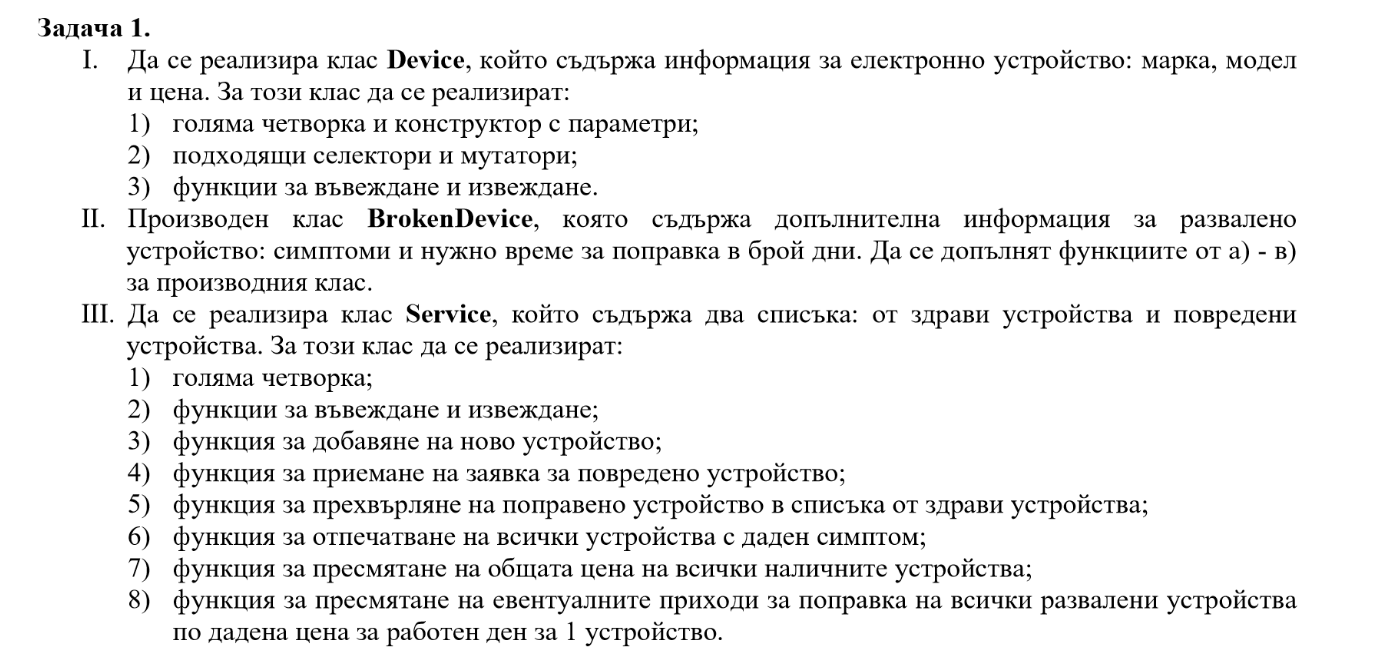 Задача 1.
I. Да се реализира клас Device, който съдържа информация за електронно устройство: марка, модел
и цена. За този клас да се реализират:
1) голяма четворка и конструктор с параметри;
2) подходящи селектори и мутатори;
3) функции за въвеждане и извеждане.
II. Производен клас BrokenDevice, която съдържа допълнителна информация за развалено
устройство: симптоми и нужно време за поправка в брой дни. Да се допълнят функциите от а) - в)
за производния клас.
III. Да се реализира клас Service, който съдържа два списъка: от здрави устройства и повредени
устройства. За този клас да се реализират:
1) голяма четворка;
2) функции за въвеждане и извеждане;
3) функция за добавяне на ново устройство;
4) функция за приемане на заявка за повредено устройство;
5) функция за прехвърляне на поправено устройство в списъка от здрави устройства;
6) функция за отпечатване на всички устройства с даден симптом;
7) функция за пресмятане на общата цена на всички наличните устройства;
8) функция за пресмятане на евентуалните приходи за поправка на всички развалени устройства
по дадена цена за работен ден за 1 устройство.